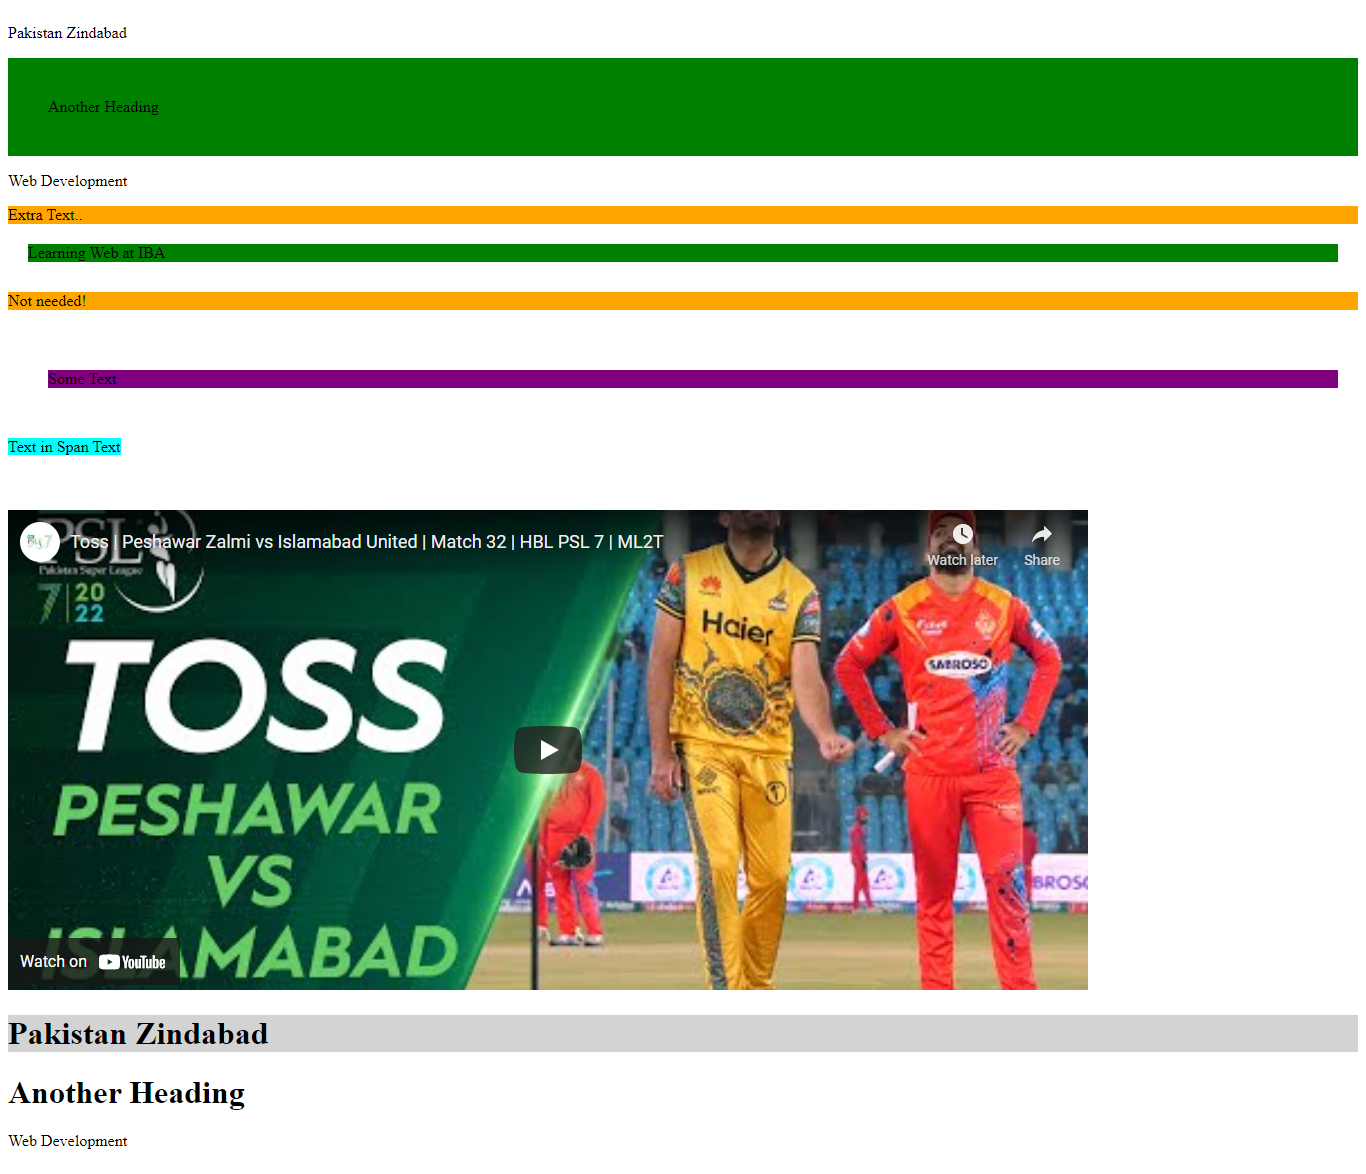 Pakistan Zindabad
Another Heading
Web Development
Extra Text..
Learning Web at IBA
Not needed!
Some Text
Text in Span Text
PSL
Toss | Peshawar Zalmi vs Islamabad United | Match 32 | HBL PSL 7 | ML2T
Watch later
Share
Pakistan Super League
7 | 20
22
TOSS
PESHAWAR
VS
ISLAMABAD
Haier
SABROSO
Watch on YouTube
Pakistan Zindabad
Another Heading
Web Development